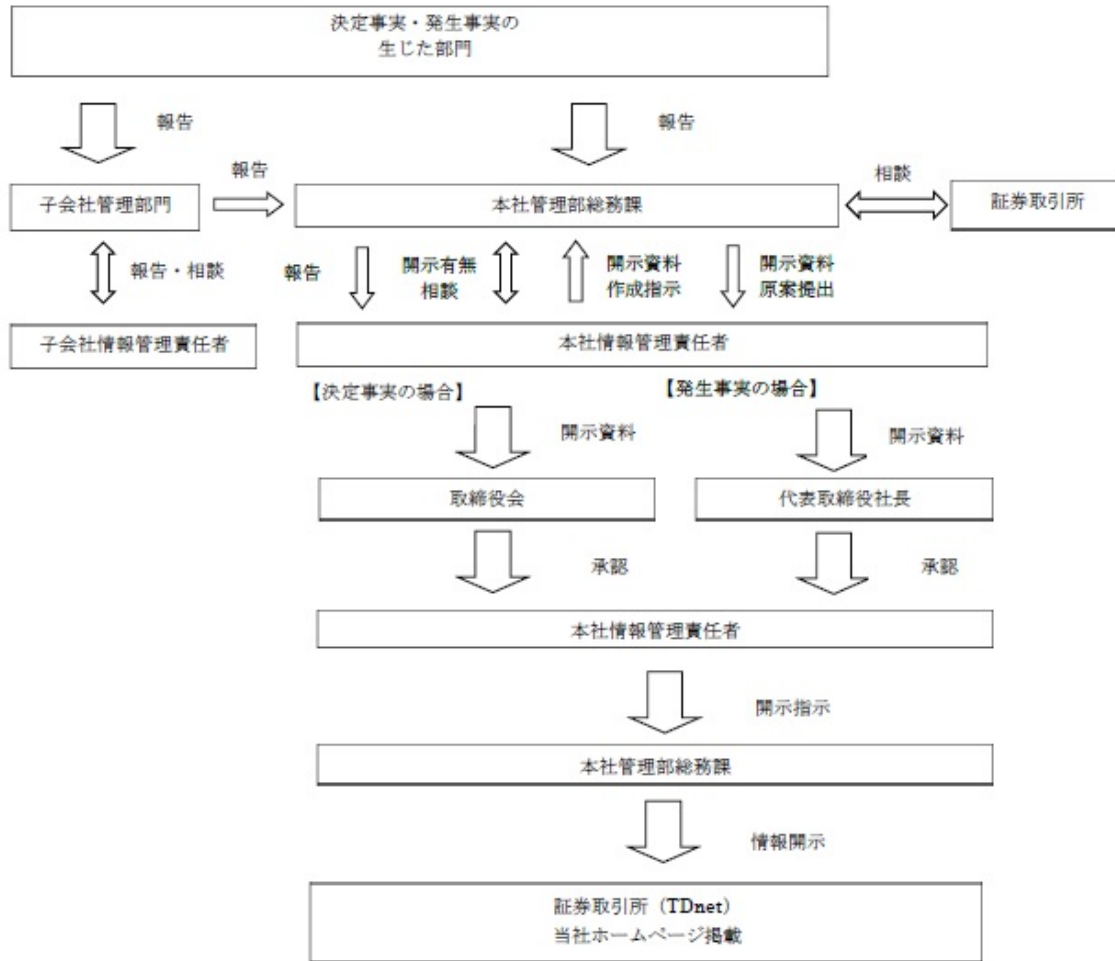 決定事実・発生事実の
生じた部門
報告
報告
子会社管理部門
報告
本社管理部総務課
相談
証券取引所
報告・相談
報告
開示有無
相談
開示資料
作成指示
開示資料
原案提出
子会社情報管理責任者
本社情報管理責任者
【決定事実の場合】
【発生事実の場合】
開示資料
開示資料
取締役会
代表取締役社長
承認
承認
本社情報管理責任者
開示指示
本社管理部総務課
情報開示
証券取引所（TDnet）
当社ホームページ掲載